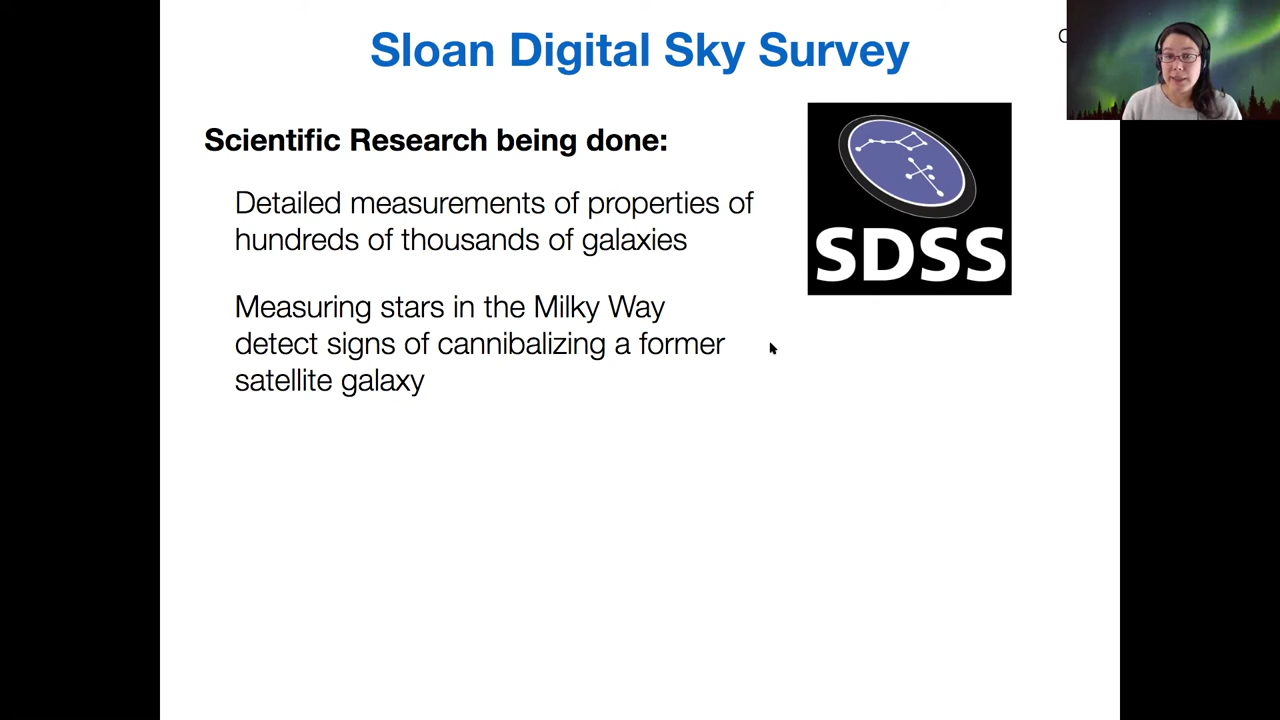 Sloan Digital Sky Survey
Scientific Research being done:
Detailed measurements of properties of
hundreds of thousands of galaxies
Measuring stars in the Milky Way
detect signs of cannibalizing a former
satellite galaxy
SDSS